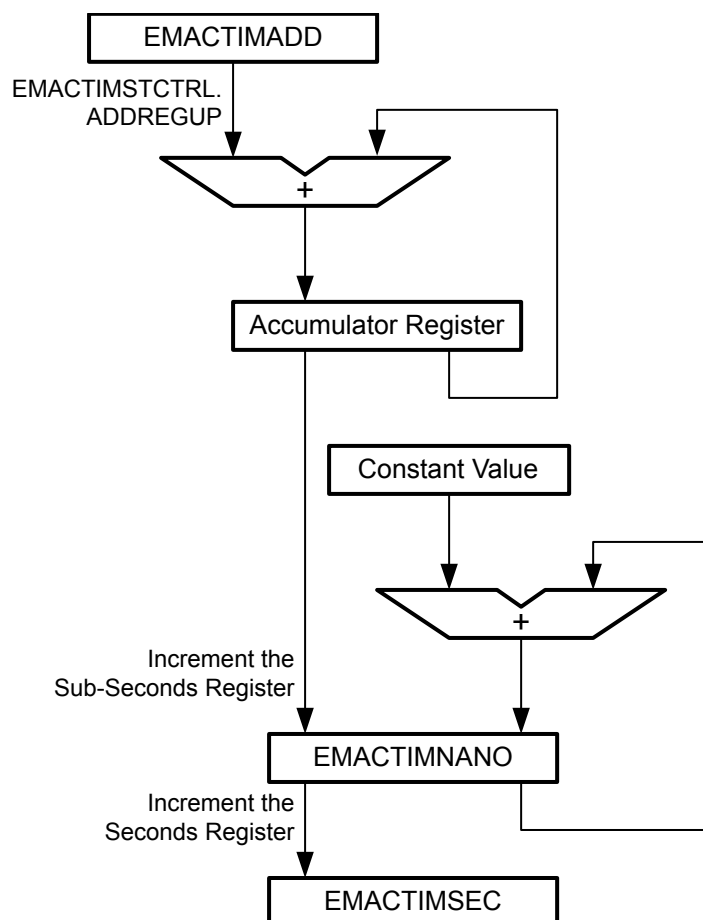 EMACTIMADD
EMACTIMSTCTRL.
ADDREGUP
+
Accumulator Register
Constant Value
+
Increment the
Sub-Seconds Register
EMACTIMNANO
Increment the
Seconds Register
EMACTIMSEC